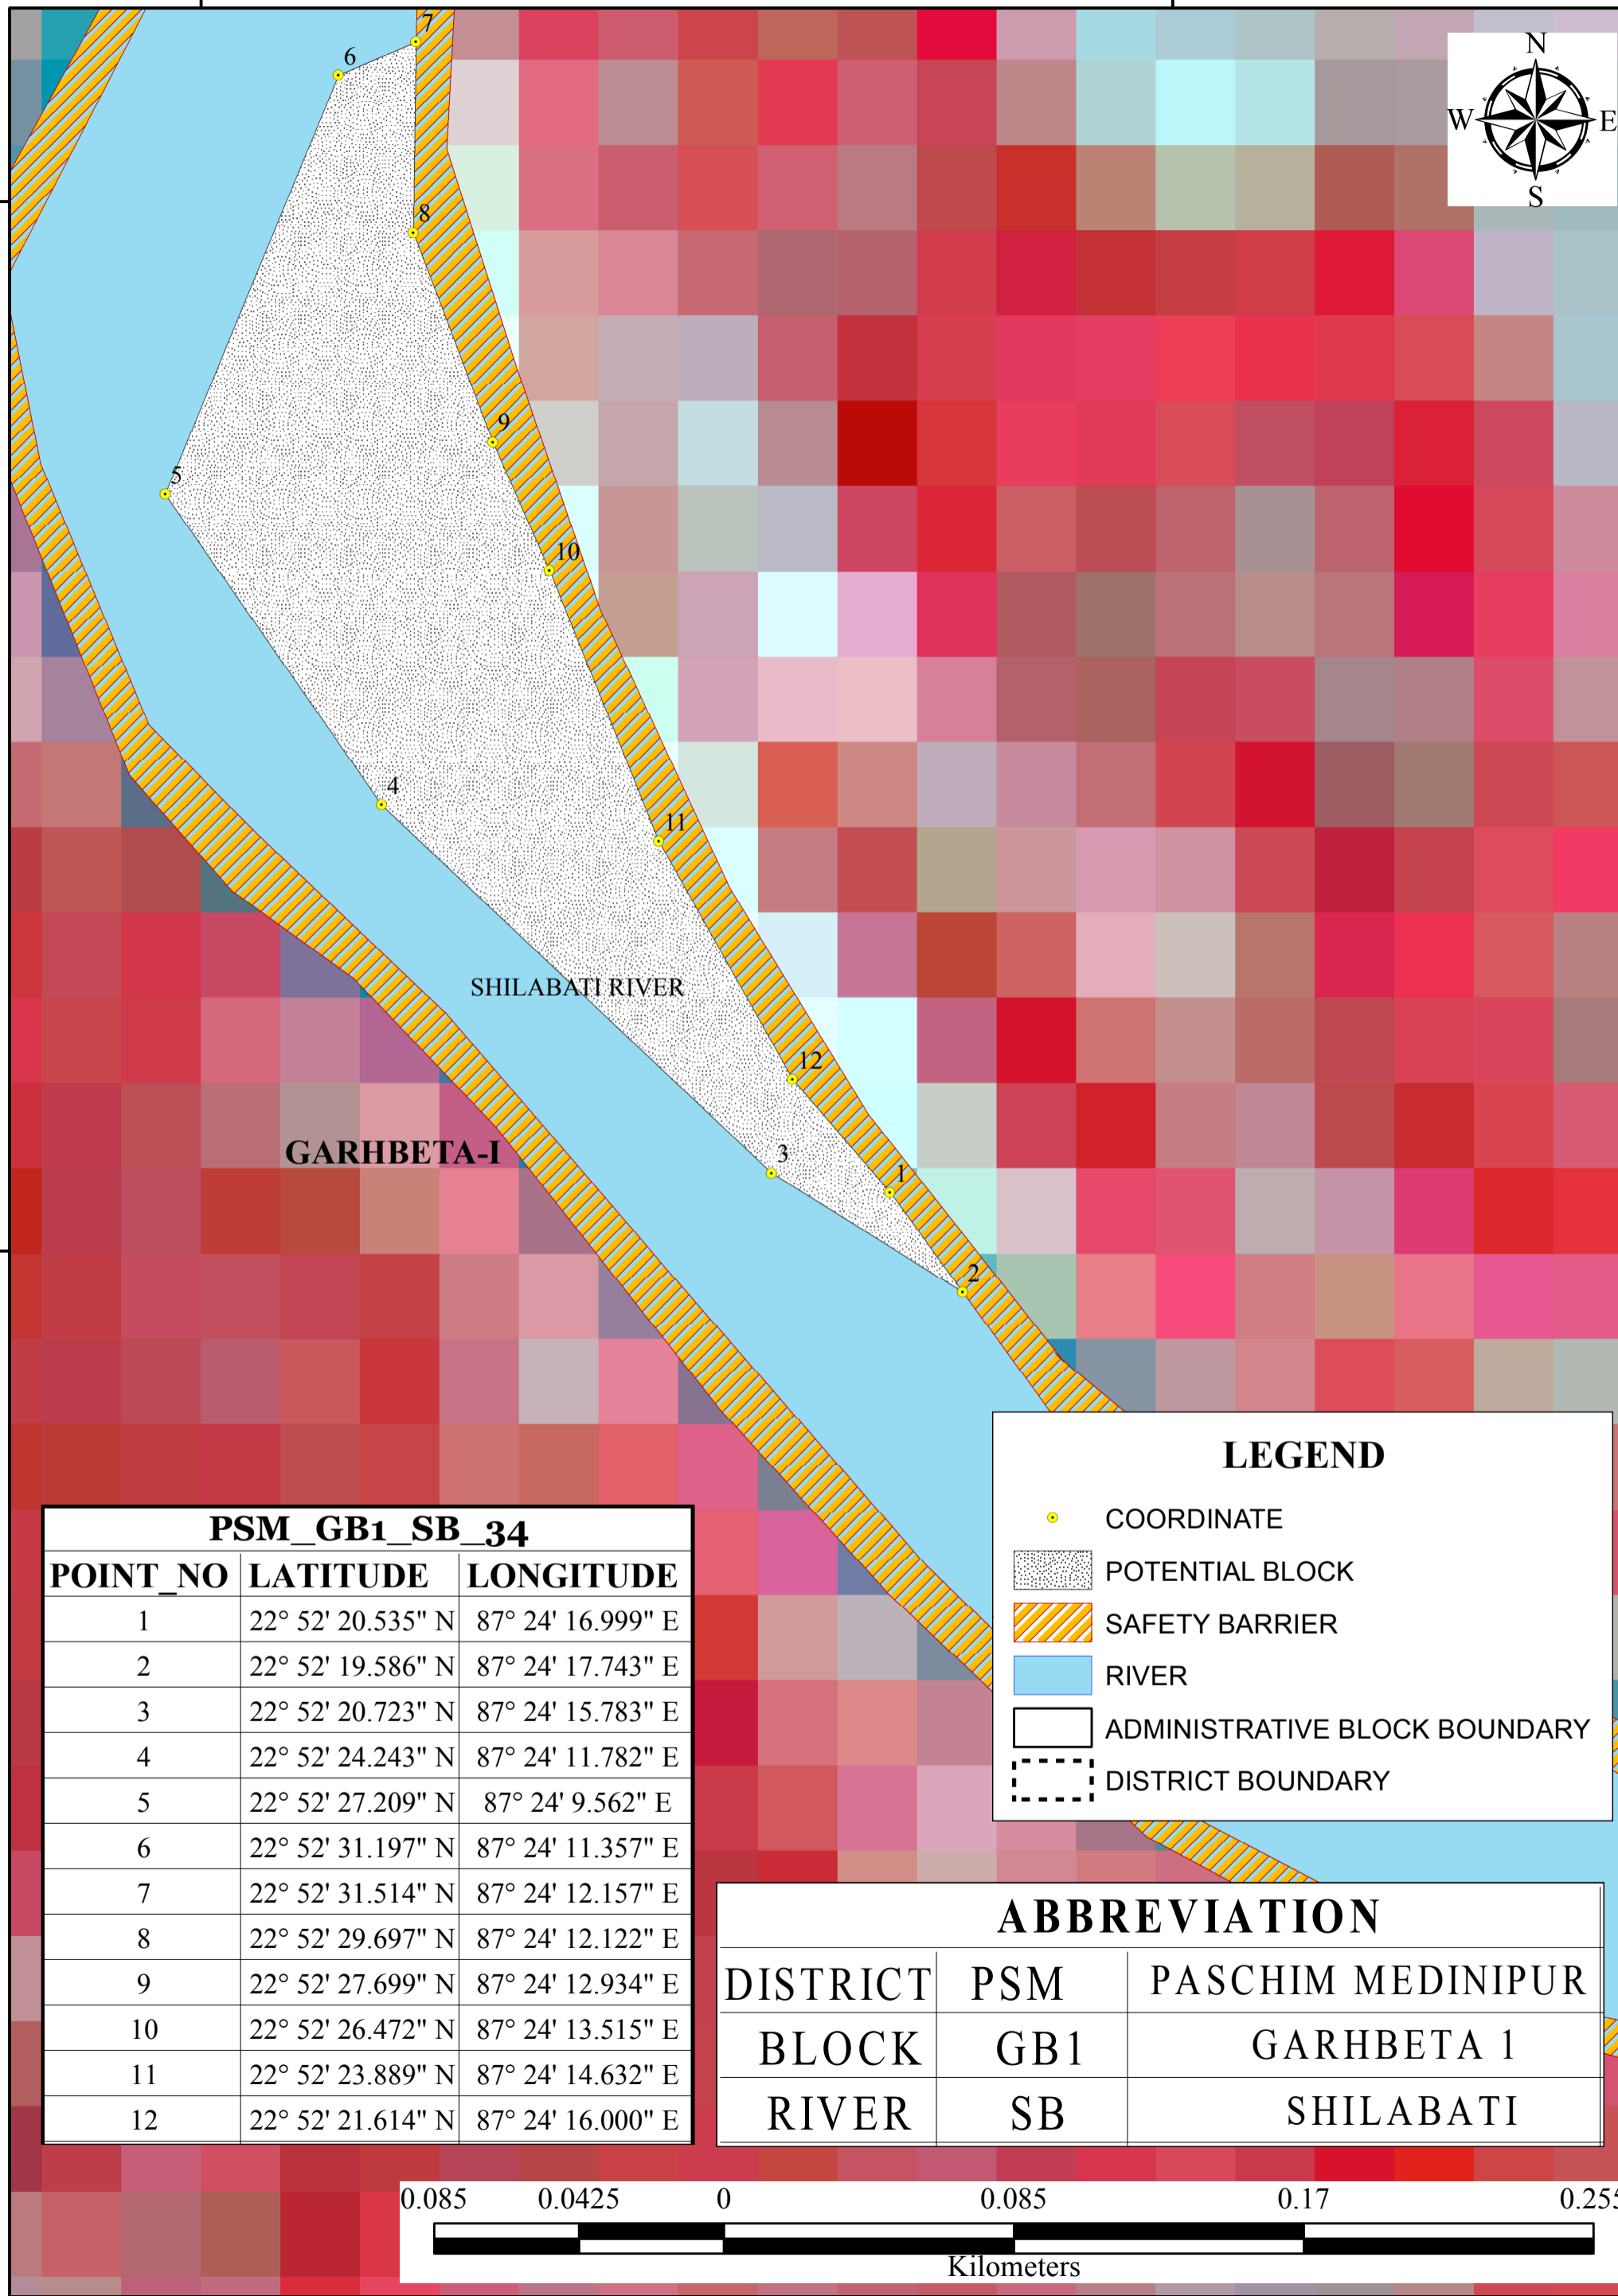 7
6
N
W E
S
8
9
5
10
4
11
SHILABATI RIVER
12
GARHBETA-I
3
1
2
LEGEND
COORDINATE
POTENTIAL BLOCK
SAFETY BARRIER
RIVER
ADMINISTRATIVE BLOCK BOUNDARY
DISTRICT BOUNDARY
PSM_GB1_SB_34
POINT_NO LATITUDE LONGITUDE
1 22° 52' 20.535" N 87° 24' 16.999" E
2 22° 52' 19.586" N 87° 24' 17.743" E
3 22° 52' 20.723" N 87° 24' 15.783" E
4 22° 52' 24.243" N 87° 24' 11.782" E
5 22° 52' 27.209" N 87° 24' 9.562" E
6 22° 52' 31.197" N 87° 24' 11.357" E
7 22° 52' 31.514" N 87° 24' 12.157" E
8 22° 52' 29.697" N 87° 24' 12.122" E
9 22° 52' 27.699" N 87° 24' 12.934" E
10 22° 52' 26.472" N 87° 24' 13.515" E
11 22° 52' 23.889" N 87° 24' 14.632" E
12 22° 52' 21.614" N 87° 24' 16.000" E
ABBREVIATION
DISTRICT PSM PASCHIM MEDINIPUR
BLOCK GB1 GARHBETA 1
RIVER SB SHILABATI
0.085 0.0425 0 0.085 0.17 0.255
Kilometers